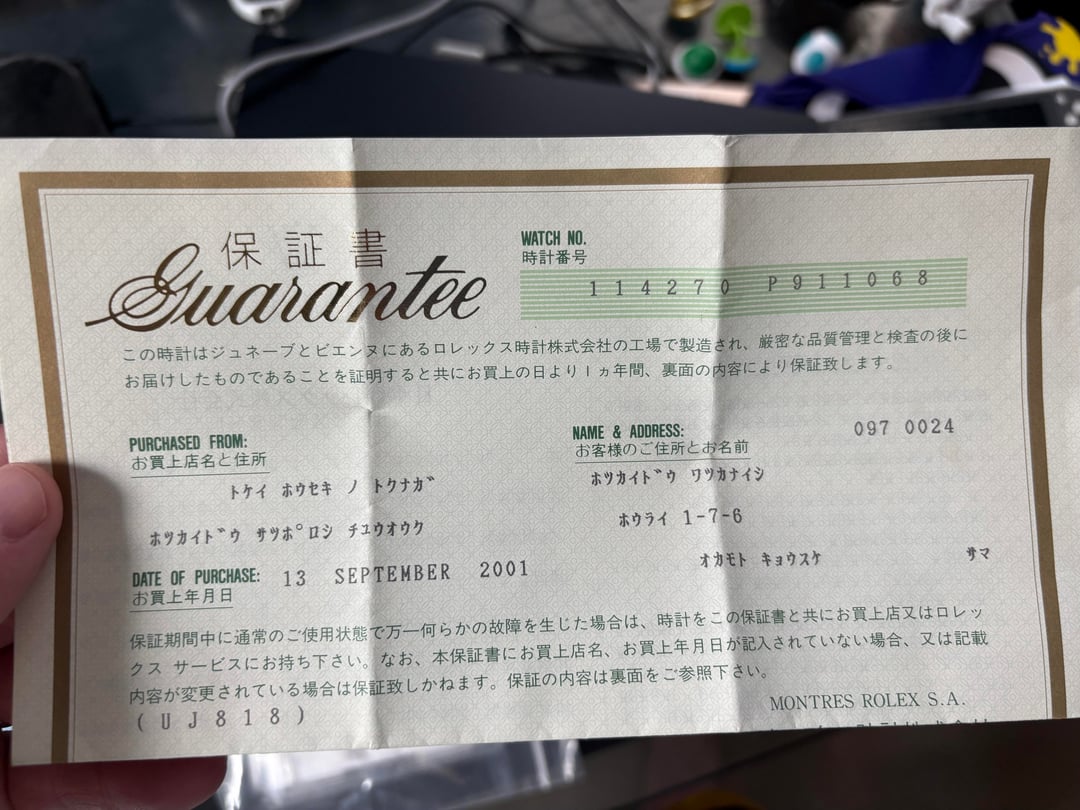 保証書
Guarantee
WATCH NO.
時計番号
114270 P911068
この時計はジュネーブとビエンヌにあるロレックス時計株式会社の工場で製造され、厳密な品質管理と検査の後に
お届けしたものであることを証明すると共にお買上の日より1ヵ年間、裏面の内容により保証致します。
PURCHASED FROM:
お買上店名と住所
トケイ ホウセキ ノ トクナガ
ホツカイドウ サツポロシ チユウオウク
NAME & ADDRESS: 097 0024
お客様のご住所とお名前
ホツカイドウ ワツカナイシ
ホウライ 1-7-6
オカモト キョウスケ サマ
DATE OF PURCHASE: 13 SEPTEMBER 2001
お買上年月日
保証期間中に通常のご使用状態で万一何らかの故障を生じた場合は、時計をこの保証書と共にお買上店又はロレッ
クス サービスにお持ち下さい。なお、本保証書にお買上店名、お買上年月日が記入されていない場合、又は記載
内容が変更されている場合は保証致しかねます。保証の内容は裏面をご参照下さい。
(UJ818)
MONTRES ROLEX S.A.